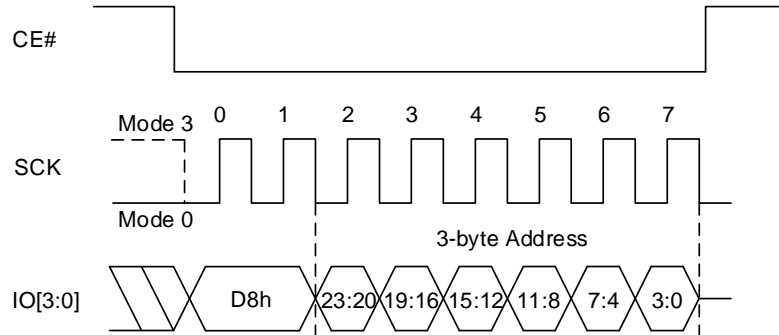 CE#
0 1 2 3 4 5 6 7
Mode 3
SCK
Mode 0
3-byte Address
IO[3:0] D8h 23:20 19:16 15:12 11:8 7:4 3:0